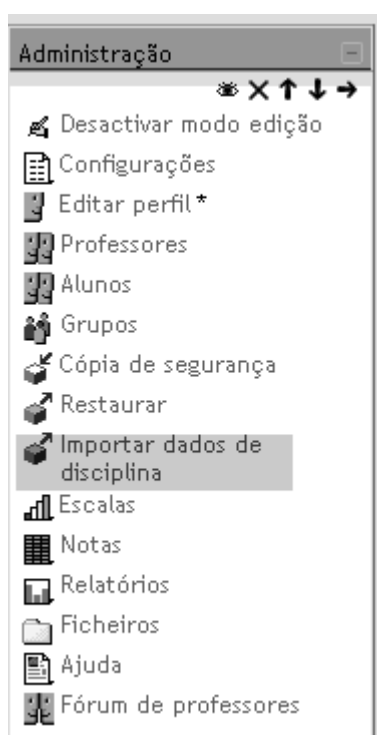 Administração
Desactivar modo edição
Configurações
Editar perfil*
Professores
Alunos
Grupos
Cópia de segurança
Restaurar
Importar dados de
disciplina
Escalas
Notas
Relatórios
Ficheiros
Ajuda
Fórum de professores